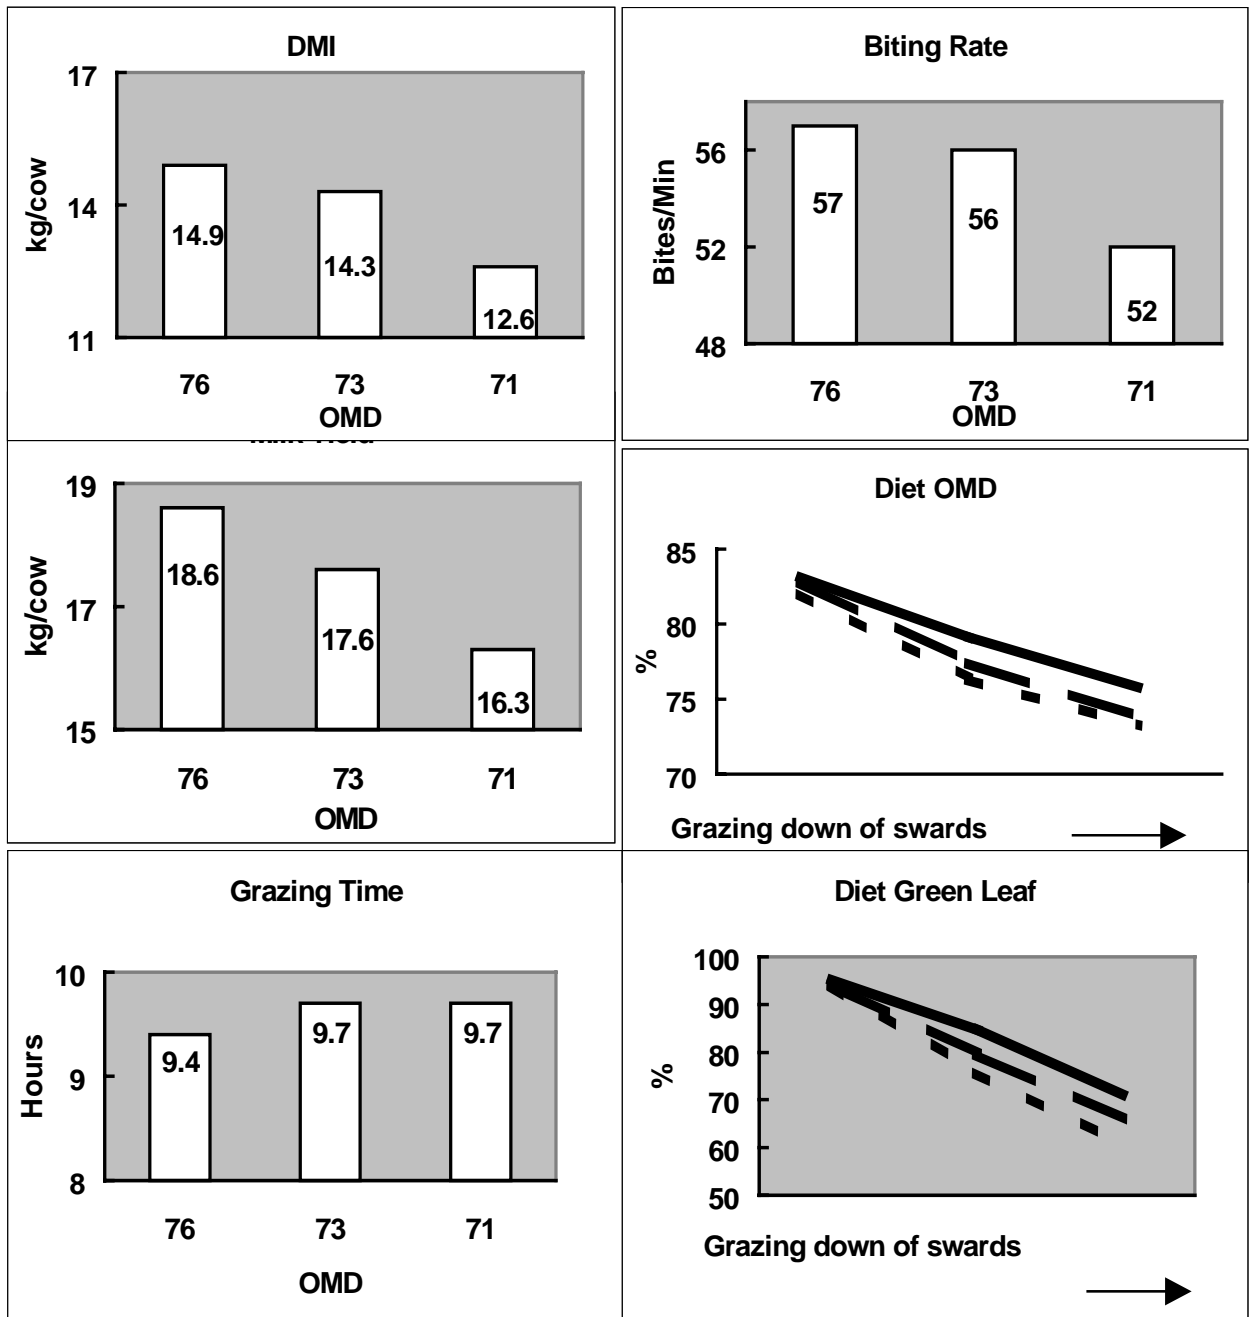 DMI
17
14
11
kg/cow
14.9
14.3
12.6
76 73 71
OMD
Biting Rate
56
52
48
Bites/Min
57
56
52
76 73 71
OMD
19
17
15
kg/cow
18.6
17.6
16.3
76 73 71
OMD
Diet OMD
85
80
75
70
%
Grazing down of swards
Grazing Time
10
9
8
Hours
9.4
9.7
9.7
76 73 71
OMD
Diet Green Leaf
100
90
80
70
60
50
%
Grazing down of swards